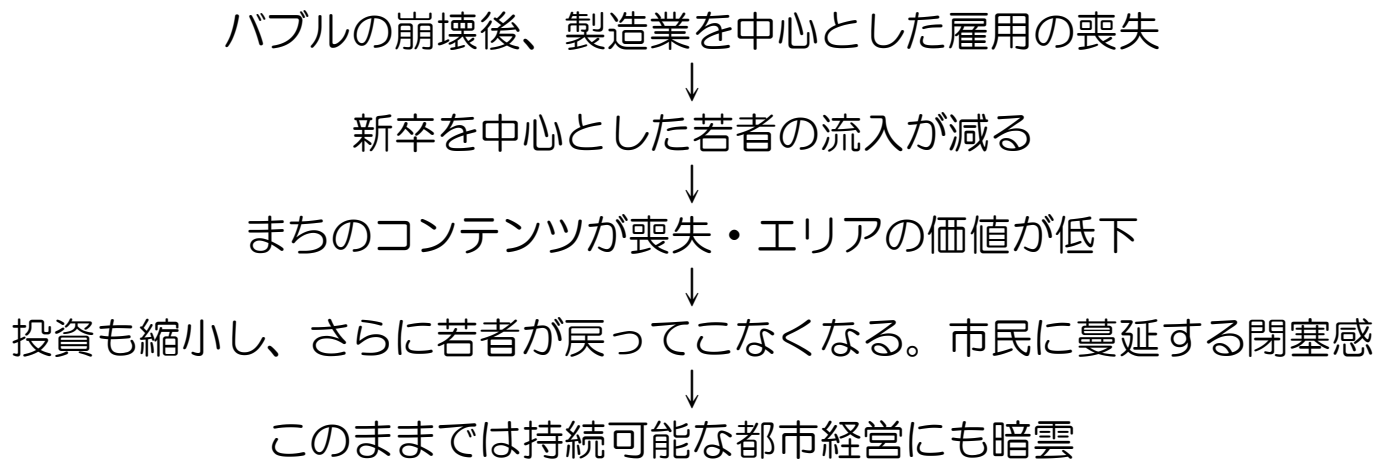 バブルの崩壊後、製造業を中心とした雇用の喪失
↓
新卒を中心とした若者の流入が減る
↓
まちのコンテンツが喪失・エリアの価値が低下
↓
投資も縮小し、さらに若者が戻ってこなくなる。市民に蔓延する閉塞感
↓
このままでは持続可能な都市経営にも暗雲